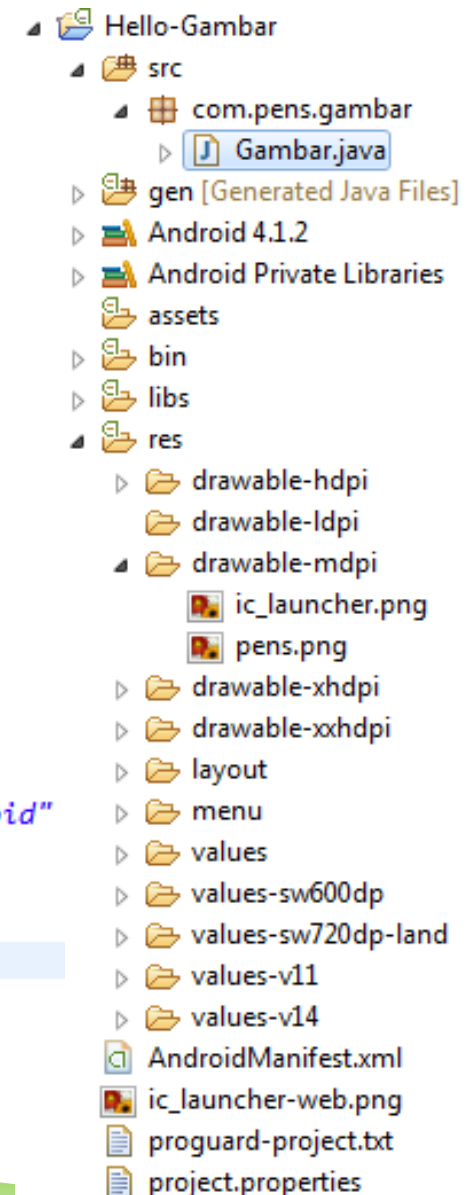 Hello-Gambar
src
com.pens.gambar
Gambar.java
gen [Generated Java Files]
Android 4.1.2
Android Private Libraries
assets
bin
libs
res
drawable-hdpi
drawable-ldpi
drawable-mdpi
ic_launcher.png
pens.png
drawable-xhdpi
drawable-xxhdpi
layout
id"
menu
values
values-sw600dp
values-sw720dp-land
values-v11
values-v14
AndroidManifest.xml
ic_launcher-web.png
proguard-project.txt
project.properties